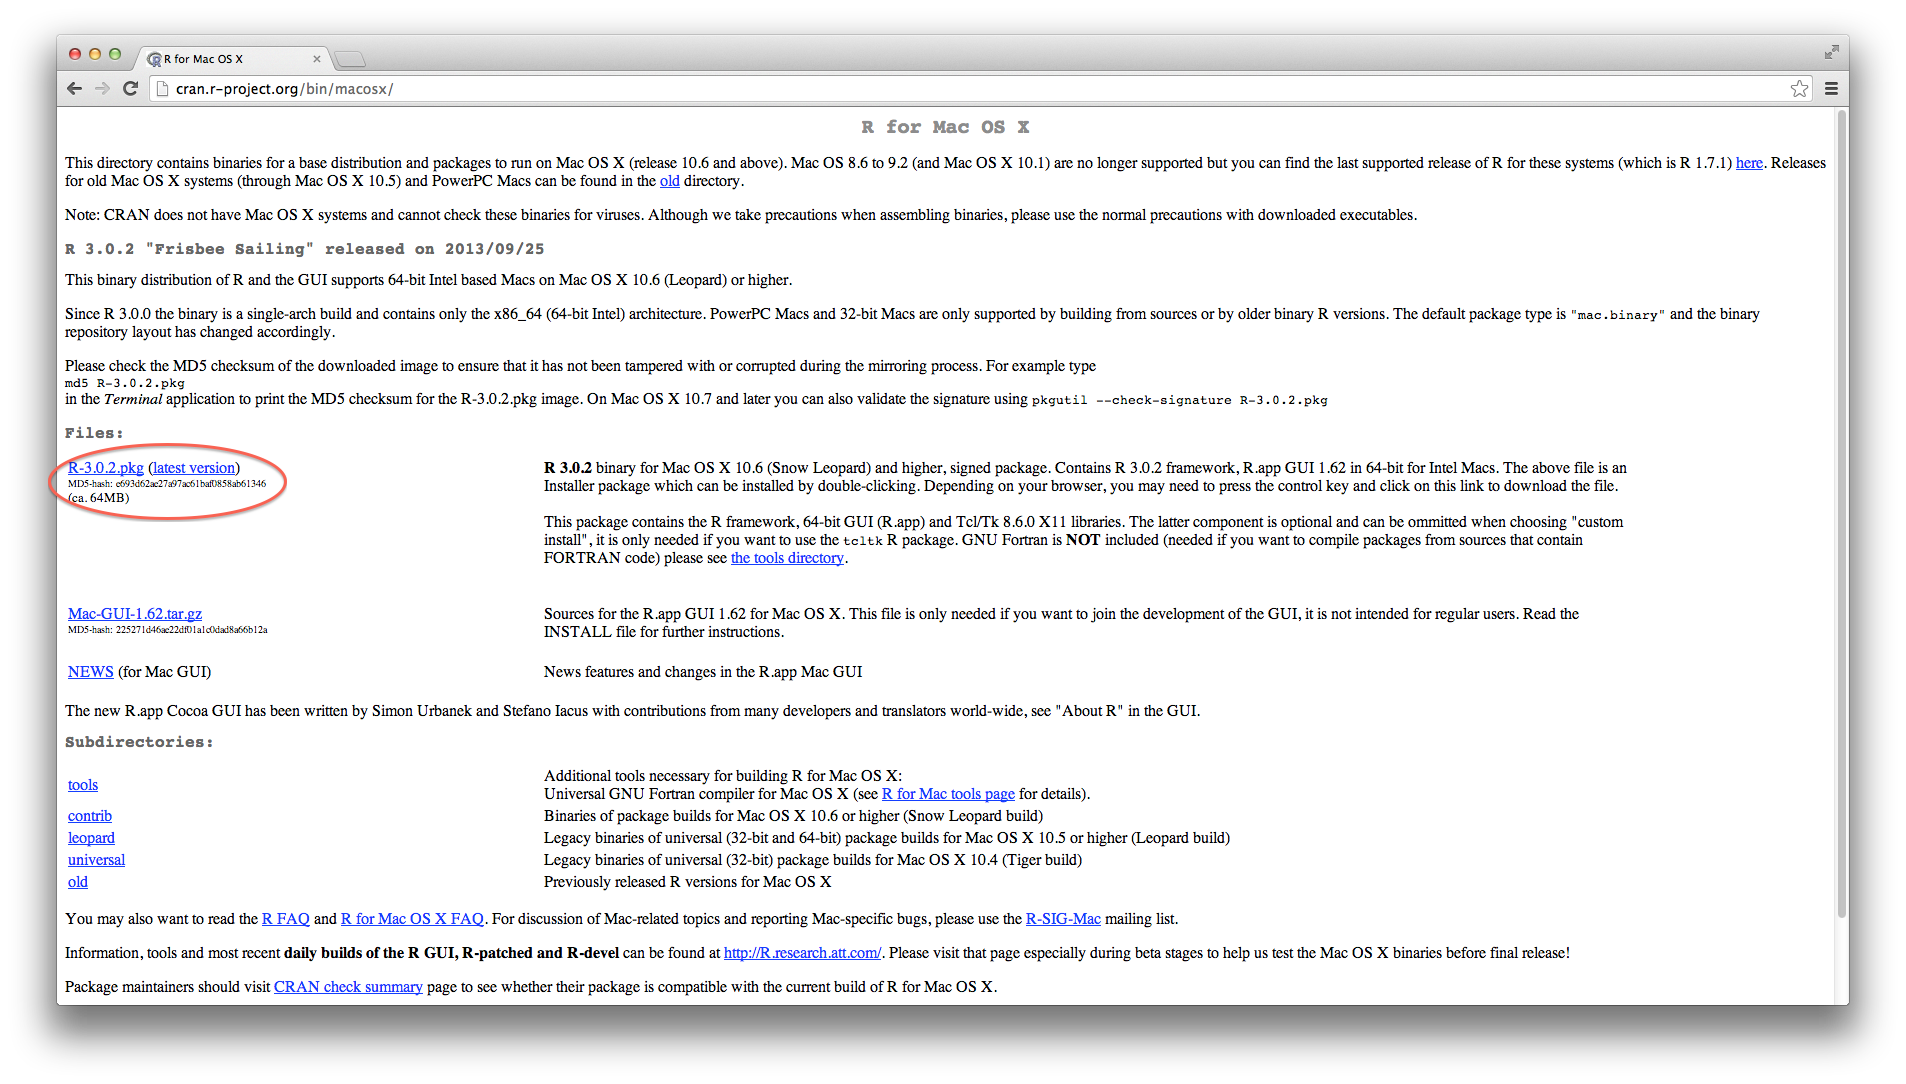 R for Mac OS X
cran.r-project.org/bin/macosx/
R for Mac OS X
This directory contains binaries for a base distribution and packages to run on Mac OS X (release 10.6 and above). Mac OS 8.6 to 9.2 (and Mac OS X 10.1) are no longer supported but you can find the last supported release of R for these systems (which is R 1.7.1) here. Releases
for old Mac OS X systems (through Mac OS X 10.5) and PowerPC Macs can be found in the old directory.
Note: CRAN does not have Mac OS X systems and cannot check these binaries for viruses. Although we take precautions when assembling binaries, please use the normal precautions with downloaded executables.
R 3.0.2 "Frisbee Sailing" released on 2013/09/25
This binary distribution of R and the GUI supports 64-bit Intel based Macs on Mac OS X 10.6 (Leopard) or higher.
Since R 3.0.0 the binary is a single-arch build and contains only the x86_64 (64-bit Intel) architecture. PowerPC Macs and 32-bit Macs are only supported by building from sources or by older binary R versions. The default package type is "mac.binary" and the binary
repository layout has changed accordingly.
Please check the MD5 checksum of the downloaded image to ensure that it has not been tampered with or corrupted during the mirroring process. For example type
md5 R-3.0.2.pkg
in the Terminal application to print the MD5 checksum for the R-3.0.2.pkg image. On Mac OS X 10.7 and later you can also validate the signature using pkgutil --check-signature R-3.0.2.pkg
Files:
R-3.0.2.pkg (latest version)
MD5-hash: e693d62ae27a97ac61baf0858ab61346
(ca. 64MB)
R 3.0.2 binary for Mac OS X 10.6 (Snow Leopard) and higher, signed package. Contains R 3.0.2 framework, R.app GUI 1.62 in 64-bit for Intel Macs. The above file is an
Installer package which can be installed by double-clicking. Depending on your browser, you may need to press the control key and click on this link to download the file.
This package contains the R framework, 64-bit GUI (R.app) and Tcl/Tk 8.6.0 X11 libraries. The latter component is optional and can be ommitted when choosing "custom
install", it is only needed if you want to use the tcltk R package. GNU Fortran is NOT included (needed if you want to compile packages from sources that contain
FORTRAN code) please see the tools directory.
Mac-GUI-1.62.tar.gz
MD5-hash: 225271d46ae22df01a1c0dad8a66b12a
Sources for the R.app GUI 1.62 for Mac OS X. This file is only needed if you want to join the development of the GUI, it is not intended for regular users. Read the
INSTALL file for further instructions.
NEWS (for Mac GUI)
News features and changes in the R.app Mac GUI
The new R.app Cocoa GUI has been written by Simon Urbanek and Stefano Iacus with contributions from many developers and translators world-wide, see "About R" in the GUI.
Subdirectories:
tools
Additional tools necessary for building R for Mac OS X:
Universal GNU Fortran compiler for Mac OS X (see R for Mac tools page for details).
contrib
Binaries of package builds for Mac OS X 10.6 or higher (Snow Leopard build)
leopard
Legacy binaries of universal (32-bit and 64-bit) package builds for Mac OS X 10.5 or higher (Leopard build)
universal
Legacy binaries of universal (32-bit) package builds for Mac OS X 10.4 (Tiger build)
old
Previously released R versions for Mac OS X
You may also want to read the R FAQ and R for Mac OS X FAQ. For discussion of Mac-related topics and reporting Mac-specific bugs, please use the R-SIG-Mac mailing list.
Information, tools and most recent daily builds of the R GUI, R-patched and R-devel can be found at http://R.research.att.com/. Please visit that page especially during beta stages to help us test the Mac OS X binaries before final release!
Package maintainers should visit CRAN check summary page to see whether their package is compatible with the current build of R for Mac OS X.